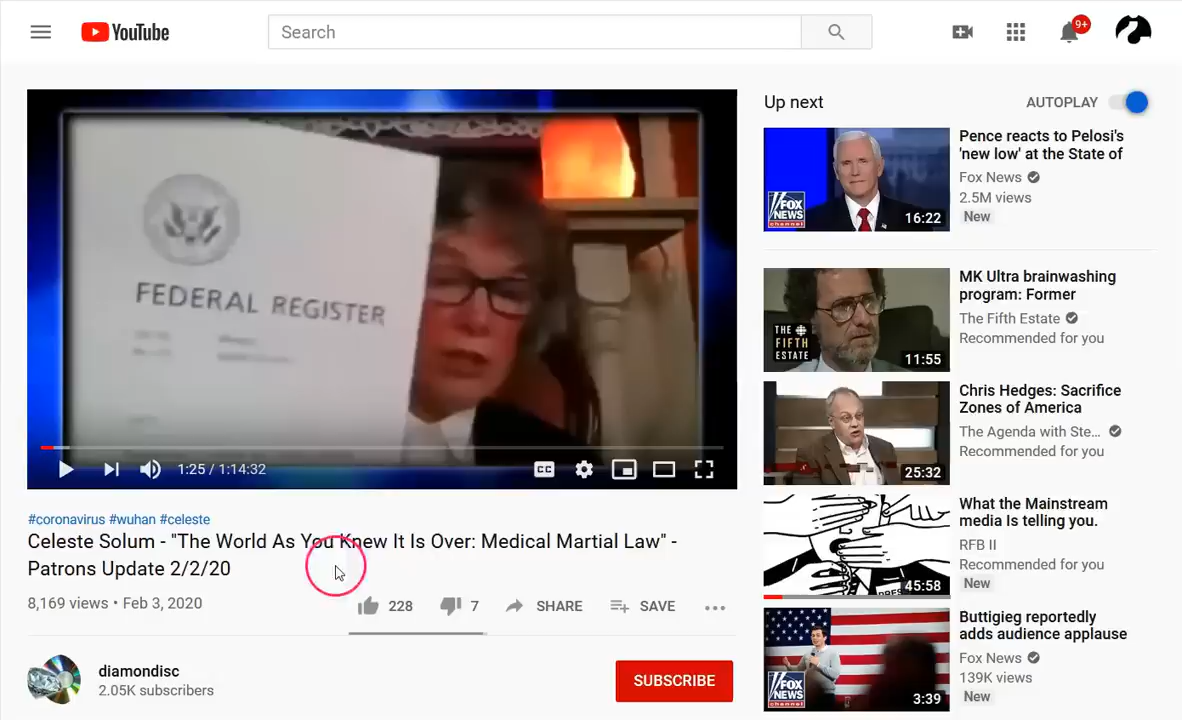 YouTube
Search
9+
FEDERAL REGISTER
1:25 / 1:14:32
CC
#coronavirus #wuhan #celeste
Celeste Solum - "The World As You Knew It Is Over: Medical Martial Law" -
Patrons Update 2/2/20
8,169 views • Feb 3, 2020
228
7
SHARE
SAVE
diamondisc
2.05K subscribers
SUBSCRIBE
Up next
AUTOPLAY
FOX
NEWS
channel
16:22
Pence reacts to Pelosi's
'new low' at the State of
Fox News
2.5M views
New
THE
FIFTH
ESTATE
11:55
MK Ultra brainwashing
program: Former
The Fifth Estate
Recommended for you
25:32
Chris Hedges: Sacrifice
Zones of America
The Agenda with Ste...
Recommended for you
45:58
What the Mainstream
media Is telling you.
RFB II
Recommended for you
New
FOX
NEWS
channel
3:39
Buttigieg reportedly
adds audience applause
Fox News
139K views
New